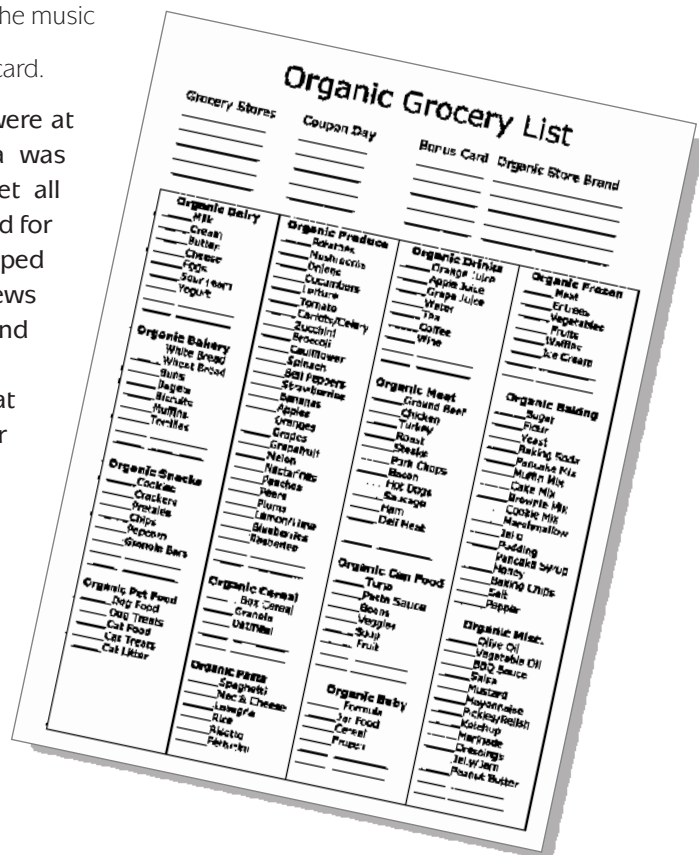 he music
card.
were at
a was
et all
d for
ped
ews
nd
at
r
Organic Grocery List
Grocery Stores
Coupon Day
Bonus Card
Organic Store Brand
Organic Dairy
Milk
Cream
Butter
Cheese
Eggs
Sour Cream
Yogurt
Organic Bakery
White Bread
Wheat Bread
Buns
Bagels
Biscuits
Muffins
Tortillas
Organic Snacks
Cookies
Crackers
Pretzels
Chips
Popcorn
Granola Bars
Organic Pet Food
Dog Food
Dog Treats
Cat Food
Cat Treats
Cat Litter
Organic Produce
Potatoes
Mushrooms
Onions
Cucumbers
Lettuce
Tomato
Carrots/Celery
Zucchini
Broccoli
Cauliflower
Spinach
Bell Peppers
Strawberries
Bananas
Apples
Oranges
Grapes
Grapefruit
Melon
Nectarines
Peaches
Pears
Plums
Lemon/Lime
Blueberries
Organic Cereal
Box Cereal
Granola
Oatmeal
Organic Pasta
Spaghetti
Mac & Cheese
Lasagna
Rice
Organic Drinks
Orange Juice
Apple Juice
Grape Juice
Water
Tea
Coffee
Wine
Organic Meat
Ground Beef
Chicken
Turkey
Roast
Steaks
Pork Chops
Bacon
Hot Dogs
Sausage
Ham
Deli Meat
Organic Can Food
Tuna
Pasta Sauce
Beans
Veggies
Soup
Fruit
Organic Baby
Formula
Jar Food
Cereal
Frozen
Organic Frozen
Meat
Entrees
Vegetables
Fruits
Waffles
Ice Cream
Organic Baking
Sugar
Flour
Yeast
Baking Soda
Pancake Mix
Muffin Mix
Cake Mix
Brownie Mix
Cookie Mix
Marshmallow
Pudding
Pancake Syrup
Honey
Baking Chips
Salt
Pepper
Organic Misc.
Olive Oil
Vegetable Oil
BBQ Sauce
Salsa
Mustard
Mayonnaise
Pickles/Relish
Ketchup
Marinade
Dressings
Jelly/Jam
Peanut Butter